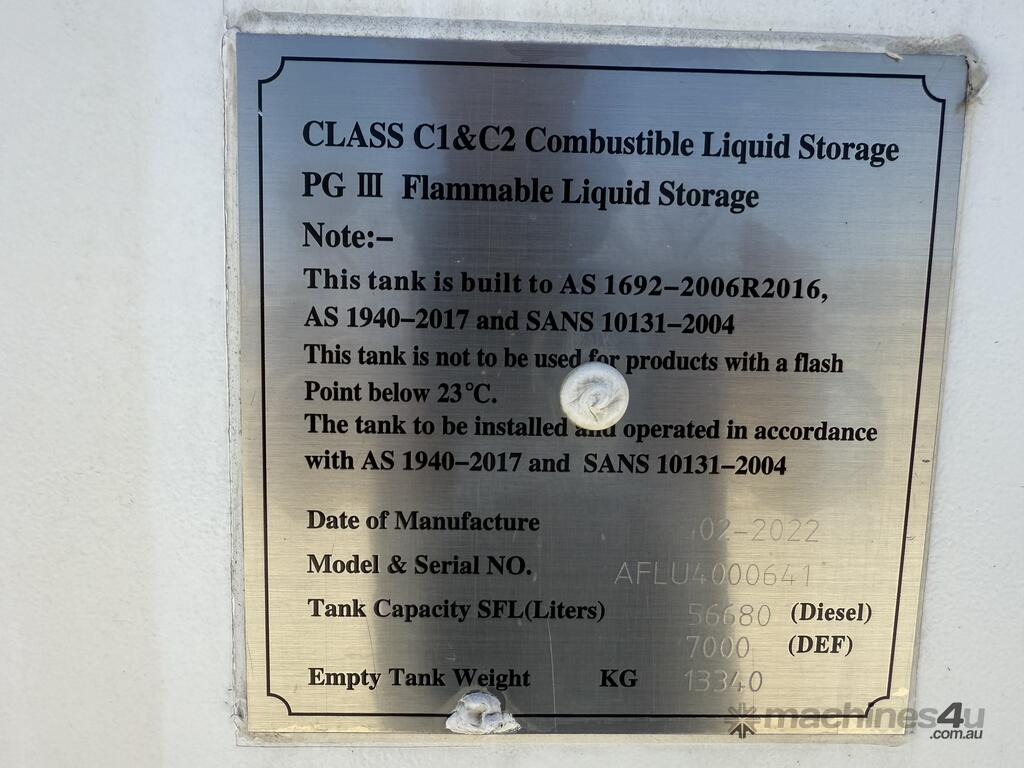 CLASS C1&C2 Combustible Liquid Storage
PG III Flammable Liquid Storage
Note:-
This tank is built to AS 1692-2006R2016,
AS 1940-2017 and SANS 10131-2004
This tank is not to be used for products with a flash
Point below 23°C.
The tank to be installed and operated in accordance
with AS 1940-2017 and SANS 10131-2004
Date of Manufacture 02-2022
Model & Serial NO. AFLU4000641
Tank Capacity SFL(Liters) 56680 (Diesel)
7000 (DEF)
Empty Tank Weight KG 13340
machines4u
.com.au